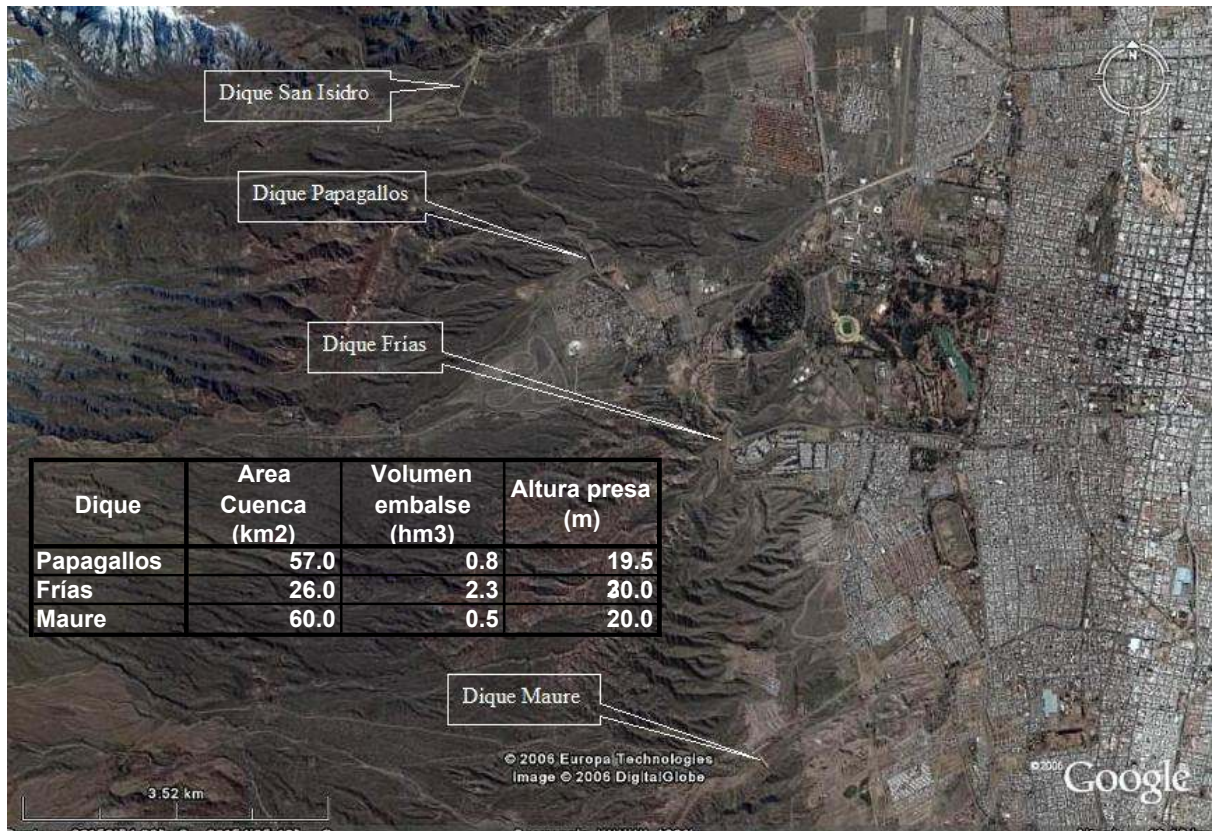 Dique San Isidro
Dique Papagallos
Dique Frías
Dique
Area Cuenca (km2)
Volumen embalse (hm3)
Altura presa (m)
Papagallos 57.0 0.8 19.5
Frías 26.0 2.3
Maure 60.0 0.5 20.0
Dique Maure
N
© 2006 Europa Technologies
Image © 2006 DigitalGlobe
©2006 Google
3.52 km